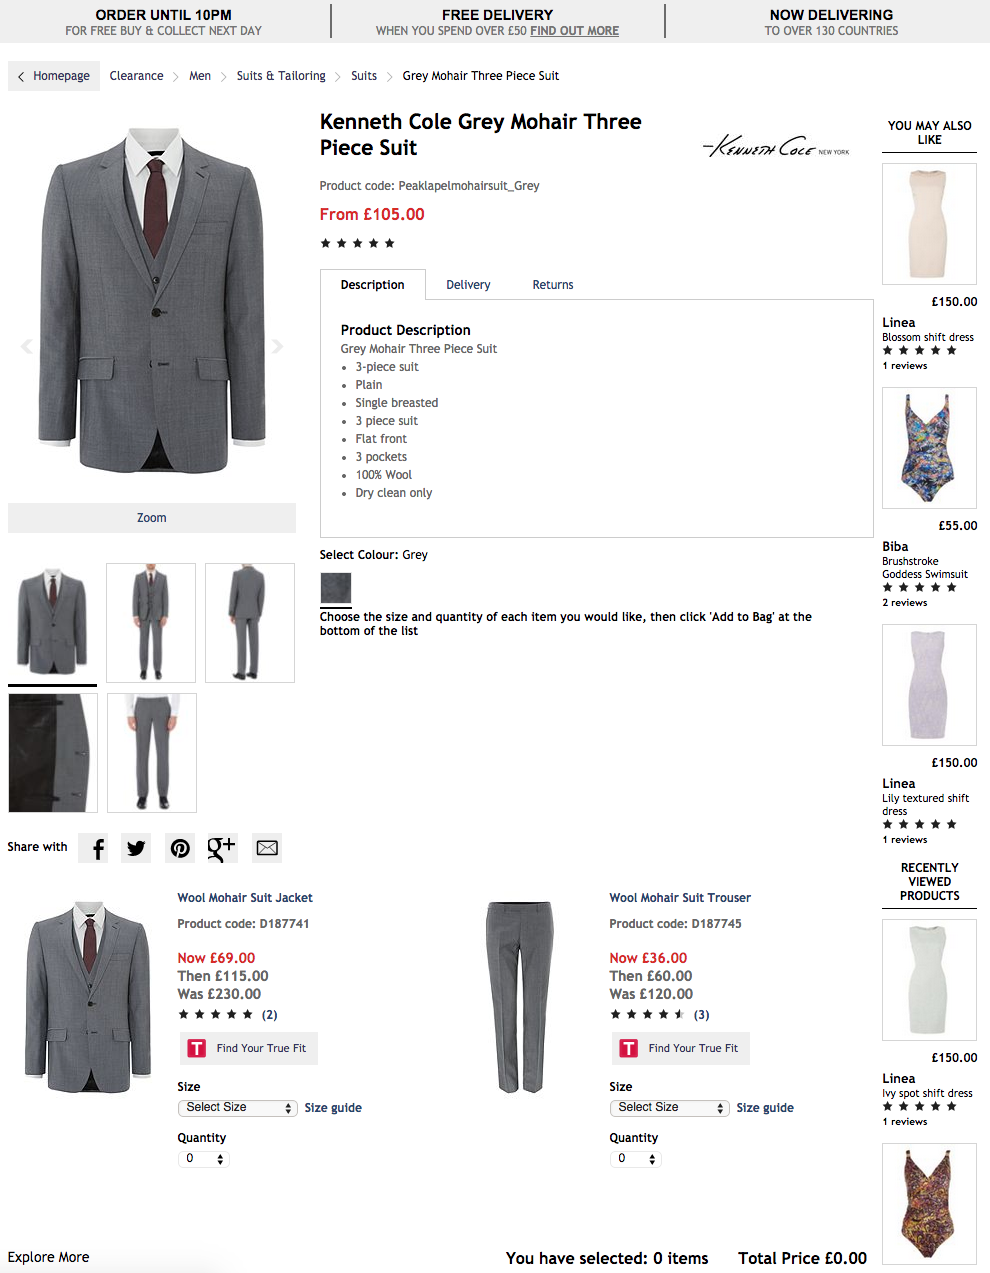 ORDER UNTIL 10PM
FOR FREE BUY & COLLECT NEXT DAY
FREE DELIVERY
WHEN YOU SPEND OVER £50 FIND OUT MORE
NOW DELIVERING
TO OVER 130 COUNTRIES
Homepage
Clearance
Men
Suits & Tailoring
Suits
Grey Mohair Three Piece Suit
Kenneth Cole Grey Mohair Three
Piece Suit
KENNETH COLE NEW YORK
Product code: Peaklapelmohairsuit_Grey
From £105.00
Description
Delivery
Returns
Product Description
Grey Mohair Three Piece Suit
• 3-piece suit
• Plain
• Single breasted
• 3 piece suit
• Flat front
• 3 pockets
• 100% Wool
• Dry clean only
Zoom
Select Colour: Grey
Choose the size and quantity of each item you would like, then click 'Add to Bag' at the
bottom of the list
Share with
f
g+
Wool Mohair Suit Jacket
Product code: D187741
Now £69.00
Then £115.00
Was £230.00
(2)
T Find Your True Fit
Size
Select Size
Size guide
Quantity
0
Wool Mohair Suit Trouser
Product code: D187745
Now £36.00
Then £60.00
Was £120.00
(3)
T Find Your True Fit
Size
Select Size
Size guide
Quantity
0
YOU MAY ALSO
LIKE
£150.00
Linea
Blossom shift dress
1 reviews
£55.00
Biba
Brushstroke
Goddess Swimsuit
2 reviews
£150.00
Linea
Lily textured shift
dress
1 reviews
RECENTLY
VIEWED
PRODUCTS
£150.00
Linea
Ivy spot shift dress
1 reviews
Explore More
You have selected: 0 items
Total Price £0.00